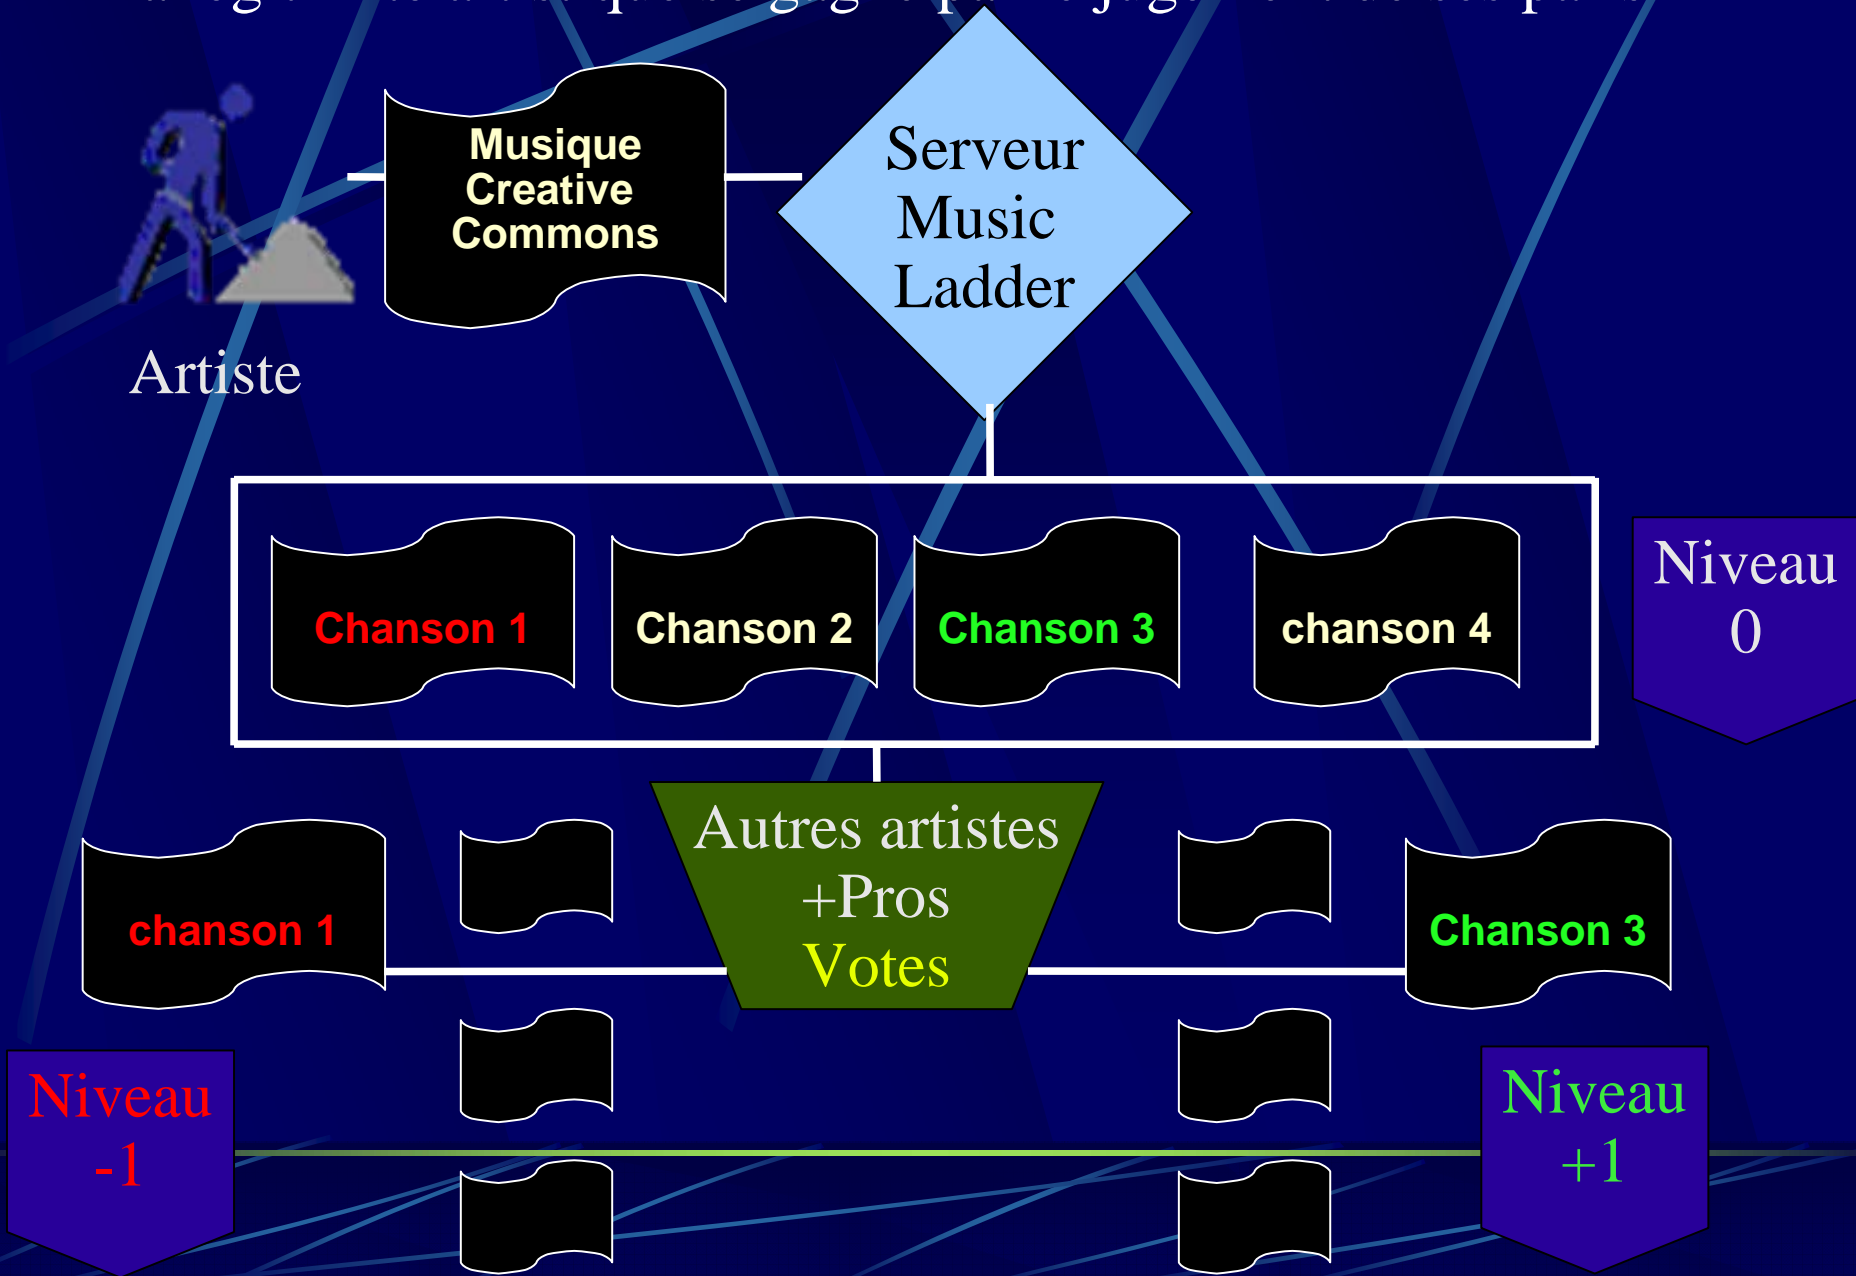 Musique
Creative
Commons
Serveur
Music
Ladder
Artiste
Chanson 1
Chanson 2
Chanson 3
chanson 4
Niveau
0
Autres artistes
+Pros
Votes
chanson 1
Chanson 3
Niveau
-1
Niveau
+1